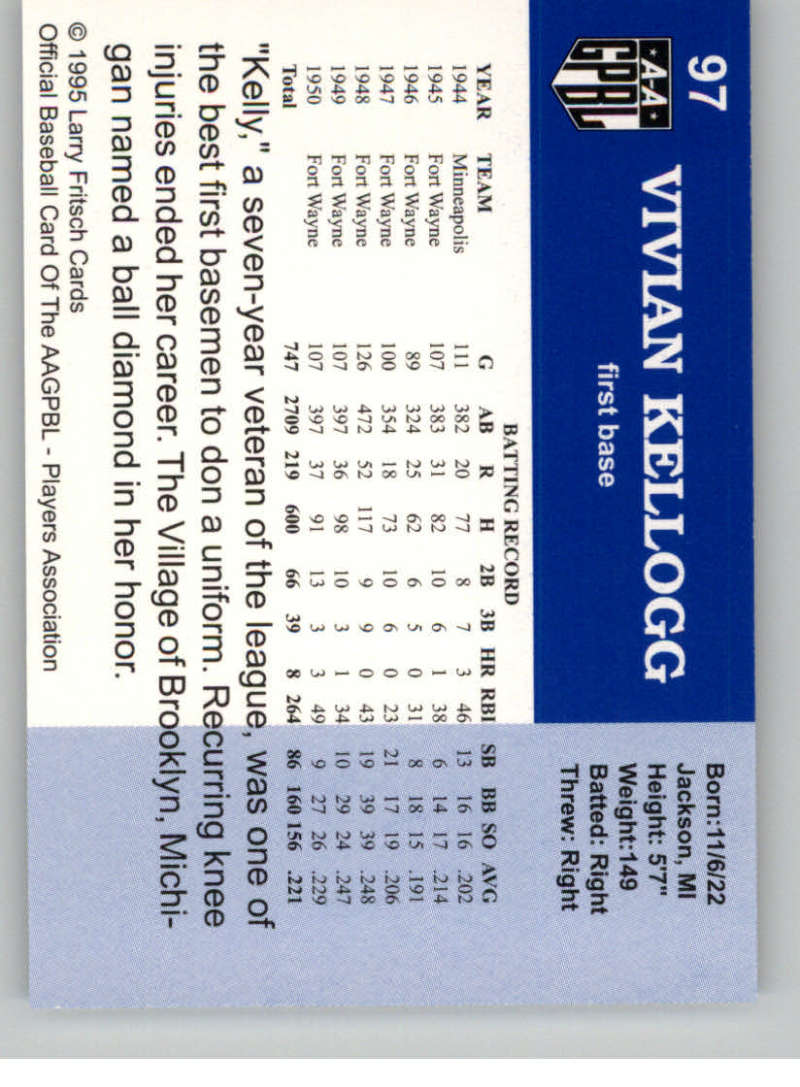 97
AA
GPBL
VIVIAN KELLOGG
first base
Born:11/6/22
Jackson, MI
Height: 5'7"
Weight:149
Batted: Right
Threw: Right
BATTING RECORD
YEAR TEAM G AB R H 2B 3B HR RBI SB BB SO AVG
1944 Minneapolis 111 382 20 77 8 7 3 46 13 16 16 .202
1945 Fort Wayne 107 383 31 82 10 6 1 38 6 14 17 .214
1946 Fort Wayne 89 324 25 62 6 5 0 31 8 18 15 .191
1947 Fort Wayne 100 354 18 73 10 6 0 23 21 17 19 .206
1948 Fort Wayne 126 472 52 117 9 9 0 43 19 39 39 .248
1949 Fort Wayne 107 397 36 98 10 3 1 34 10 29 24 .247
1950 Fort Wayne 107 397 37 91 13 3 3 49 9 27 26 .229
Total 747 2709 219 600 66 39 8 264 86 160 156 .221
"Kelly," a seven-year veteran of the league, was one of
the best first basemen to don a uniform. Recurring knee
injuries ended her career. The Village of Brooklyn, Michi-
gan named a ball diamond in her honor.
© 1995 Larry Fritsch Cards
Official Baseball Card Of The AAGPBL - Players Association